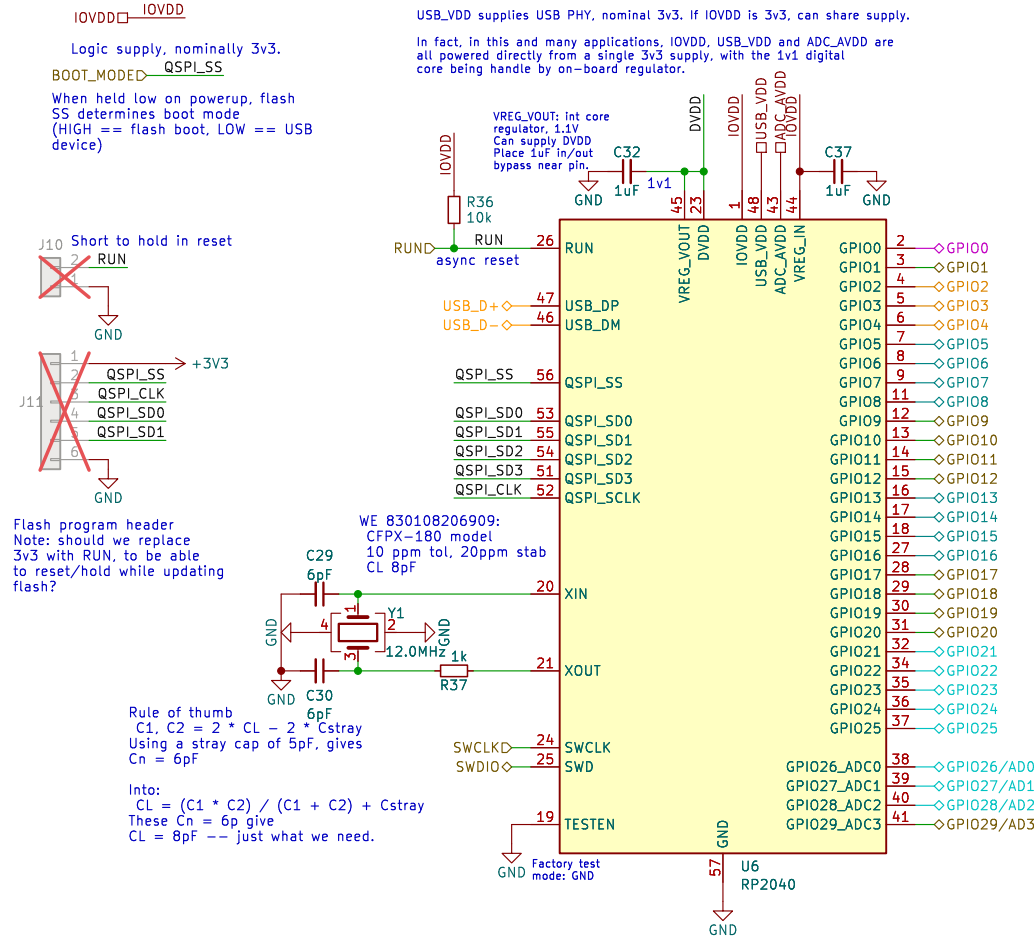 IOVDD IOVDD
Logic supply, nominally 3v3.
BOOT_MODE QSPI_SS
When held low on powerup, flash
SS determines boot mode
(HIGH == flash boot, LOW == USB
device)
USB_VDD supplies USB PHY, nominal 3v3. If IOVDD is 3v3, can share supply.
In fact, in this and many applications, IOVDD, USB_VDD and ADC_AVDD are
all powered directly from a single 3v3 supply, with the 1v1 digital
core being handle by on-board regulator.
VREG_VOUT: int core
regulator, 1.1V
Can supply DVDD
Place 1uF in/out
bypass near pin.
DVDD
IOVDD
USB_VDD
ADC_AVDD
IOVDD
C32
1uF
GND
1v1
C37
1uF
GND
IOVDD
R36
10k
RUN RUN
async reset
J10
Short to hold in reset
2 RUN
1
GND
J11
1 +3V3
2 QSPI_SS
3 QSPI_CLK
4 QSPI_SD0
5 QSPI_SD1
6
GND
Flash program header
Note: should we replace
3v3 with RUN, to be able
to reset/hold while updating
flash?
45 23 1 48 43 44
VREG_VOUT
DVDD
IOVDD
USB_VDD
ADC_AVDD
VREG_IN
26 RUN
USB_D+ 47 USB_DP
USB_D- 46 USB_DM
QSPI_SS 56 QSPI_SS
QSPI_SD0 53 QSPI_SD0
QSPI_SD1 55 QSPI_SD1
QSPI_SD2 54 QSPI_SD2
QSPI_SD3 51 QSPI_SD3
QSPI_CLK 52 QSPI_SCLK
WE 830108206909:
CFPX-180 model
10 ppm tol, 20ppm stab
CL 8pF
C29
6pF
20 XIN
GND
4
1
Y1
2
GND
3
12.0MHz
C30
6pF
GND
1k
R37
21 XOUT
Rule of thumb
C1, C2 = 2 * CL - 2 * Cstray
Using a stray cap of 5pF, gives
Cn = 6pF
Into:
CL = (C1 * C2) / (C1 + C2) + Cstray
These Cn = 6p give
CL = 8pF -- just what we need.
SWCLK 24 SWCLK
SWDIO 25 SWD
19 TESTEN
GND
Factory test
mode: GND
GPIO0 2 GPIO0
GPIO1 3 GPIO1
GPIO2 4 GPIO2
GPIO3 5 GPIO3
GPIO4 6 GPIO4
GPIO5 7 GPIO5
GPIO6 8 GPIO6
GPIO7 9 GPIO7
GPIO8 11 GPIO8
GPIO9 12 GPIO9
GPIO10 13 GPIO10
GPIO11 14 GPIO11
GPIO12 15 GPIO12
GPIO13 16 GPIO13
GPIO14 17 GPIO14
GPIO15 18 GPIO15
GPIO16 27 GPIO16
GPIO17 28 GPIO17
GPIO18 29 GPIO18
GPIO19 30 GPIO19
GPIO20 31 GPIO20
GPIO21 32 GPIO21
GPIO22 34 GPIO22
GPIO23 35 GPIO23
GPIO24 36 GPIO24
GPIO25 37 GPIO25
GPIO26_ADC0 38 GPIO26/AD0
GPIO27_ADC1 39 GPIO27/AD1
GPIO28_ADC2 40 GPIO28/AD2
GPIO29_ADC3 41 GPIO29/AD3
GND
57
U6
RP2040
GND